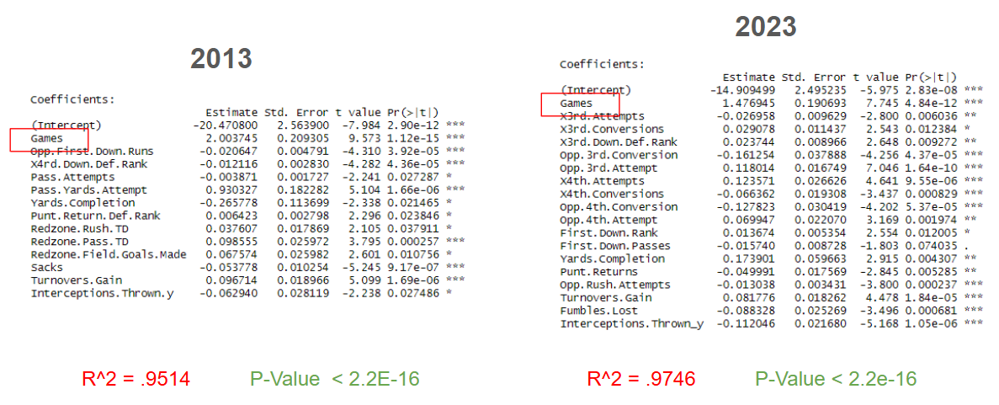 2013
Coefficients:
Estimate Std. Error t value Pr(>|t|)
(Intercept) -20.470800 2.563900 -7.984 2.90e-12 ***
Games 2.003745 0.209305 9.573 1.12e-15 ***
Opp.First.Down.Runs -0.020647 0.004791 -4.310 3.92e-05 ***
X4rd.Down.Def.Rank -0.012116 0.002830 -4.282 4.36e-05 ***
Pass.Attempts -0.003871 0.001727 -2.241 0.027287 *
Pass.Yards.Attempt 0.930327 0.182282 5.104 1.66e-06 ***
Yards.Completion -0.265778 0.113699 -2.338 0.021465 *
Punt.Return.Def.Rank 0.006423 0.002798 2.296 0.023846 *
Redzone.Rush.TD 0.037607 0.017869 2.105 0.037911 *
Redzone.Pass.TD 0.098555 0.025972 3.795 0.000257 ***
Redzone.Field.Goals.Made 0.067574 0.025982 2.601 0.010756 *
Sacks -0.053778 0.010254 -5.245 9.17e-07 ***
Turnovers.Gain 0.096714 0.018966 5.099 1.69e-06 ***
Interceptions.Thrown.y -0.062940 0.028119 -2.238 0.027486 *
R^2 = .9514
P-Value < 2.2E-16
2023
Coefficients:
Estimate Std. Error t value Pr(>|t|)
(Intercept) -14.909499 2.495235 -5.975 2.83e-08 ***
Games 1.476945 0.190693 7.745 4.84e-12 ***
X3rd.Attempts -0.026958 0.009629 -2.800 0.006036 **
X3rd.Conversions 0.029078 0.011437 2.543 0.012384 *
X3rd.Down.Def.Rank 0.023744 0.008966 2.648 0.009272 **
Opp.3rd.Conversion -0.161254 0.037888 -4.256 4.37e-05 ***
Opp.3rd.Attempt 0.118014 0.016749 7.046 1.64e-10 ***
X4th.Attempts 0.123571 0.026626 4.641 9.55e-06 ***
X4th.Conversions -0.066362 0.019308 -3.437 0.000829 ***
Opp.4th.Conversion -0.127823 0.030419 -4.202 5.37e-05 ***
Opp.4th.Attempt 0.069947 0.022070 3.169 0.001974 **
First.Down.Rank 0.013674 0.005354 2.554 0.012005 *
First.Down.Passes -0.015740 0.008728 -1.803 0.074035 .
Yards.Completion 0.173901 0.059663 2.915 0.004307 **
Punt.Returns -0.049991 0.017569 -2.845 0.005285 **
Opp.Rush.Attempts -0.013038 0.003431 -3.800 0.000237 ***
Turnovers.Gain 0.081776 0.018262 4.478 1.84e-05 ***
Fumbles.Lost -0.088328 0.025269 -3.496 0.000681 ***
Interceptions.Thrown_y -0.112046 0.021680 -5.168 1.05e-06 ***
R^2 = .9746
P-Value < 2.2e-16